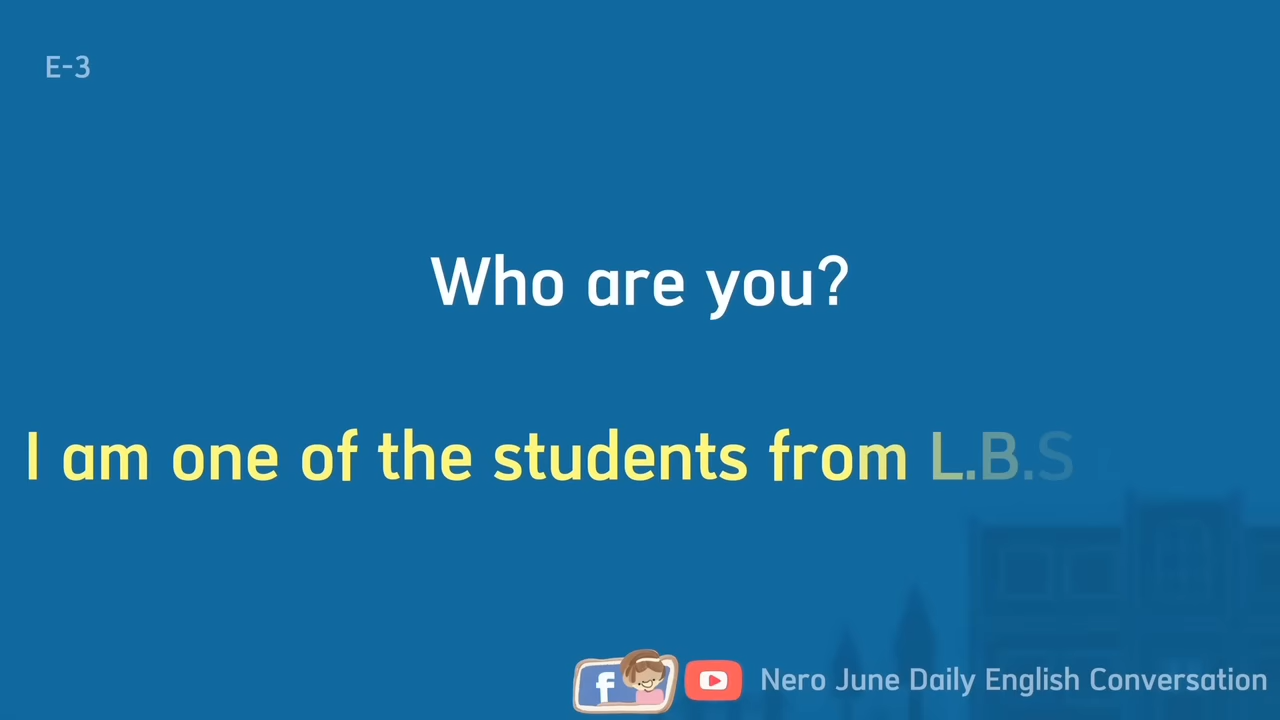 E-3
Who are you?
I am one of the students from L.B.S
Nero June Daily English Conversation